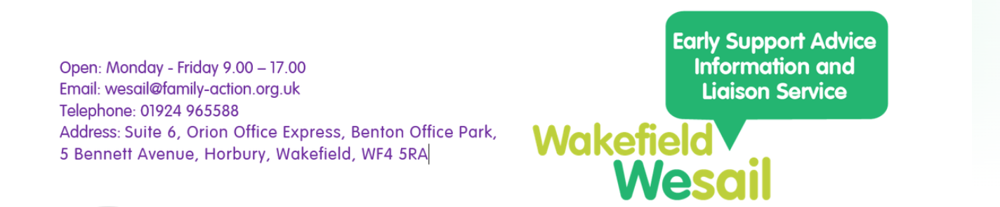 Open: Monday - Friday 9.00 – 17.00
Email: wesail@family-action.org.uk
Telephone: 01924 965588
Address: Suite 6, Orion Office Express, Benton Office Park,
5 Bennett Avenue, Horbury, Wakefield, WF4 5RA
Early Support Advice
Information and
Liaison Service
Wakefield
Wesail